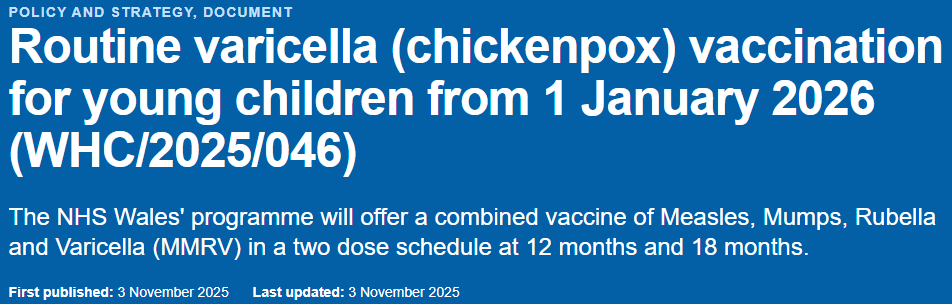 POLICY AND STRATEGY, DOCUMENT
Routine varicella (chickenpox) vaccination
for young children from 1 January 2026
(WHC/2025/046)
The NHS Wales' programme will offer a combined vaccine of Measles, Mumps, Rubella
and Varicella (MMRV) in a two dose schedule at 12 months and 18 months.
First published: 3 November 2025 Last updated: 3 November 2025